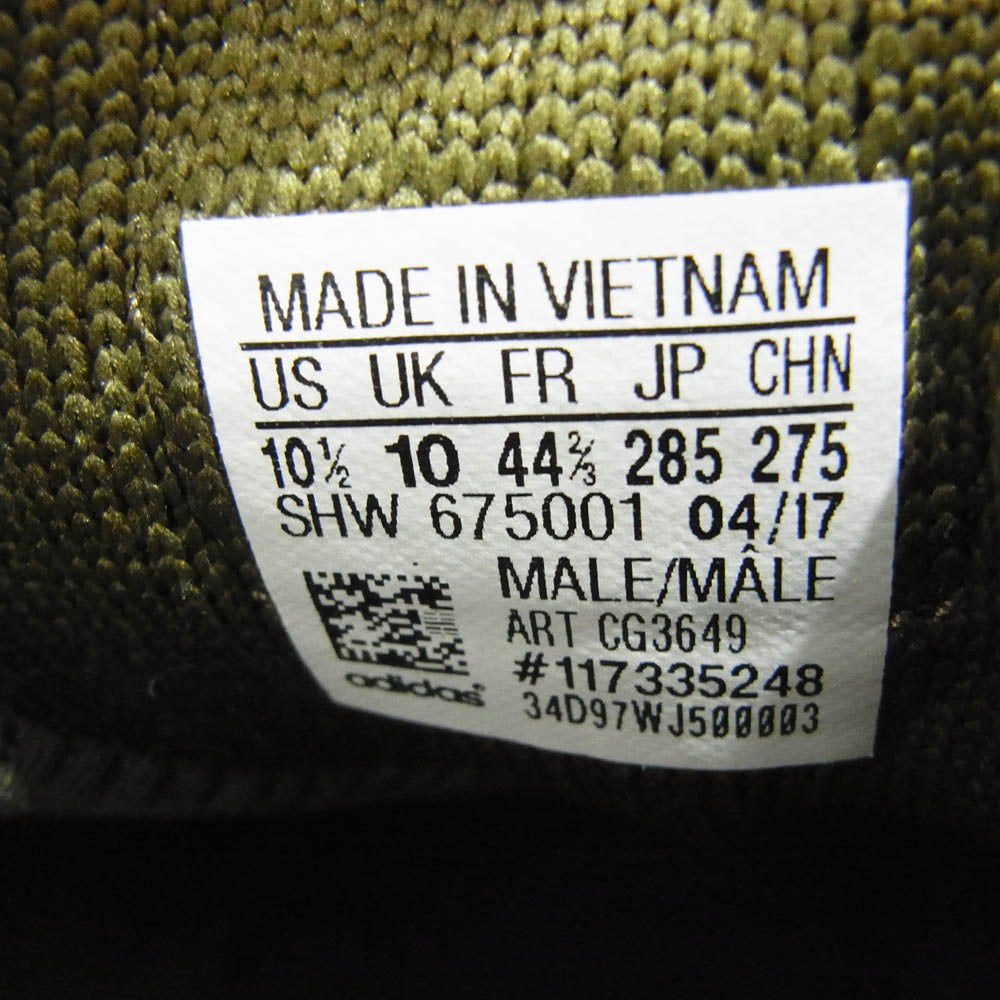 MADE IN VIETNAM
US UK FR JP CHN
10½ 10 44⅔ 285 275
SHW 675001 04/17
MALE/MÂLE
ART CG3649
#117335248
34D97WJ500003
adidas